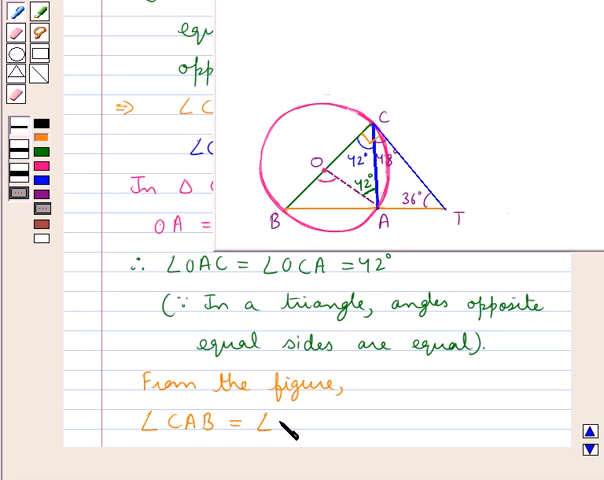 equ
opp
⇒ ∠C
∠C
In Δ
OA =
C
O
42° 48°
42°
36°
B A T
∴ ∠OAC = ∠OCA = 42°
(∵ In a triangle, angles opposite
equal sides are equal).
From the figure,
∠CAB = ∠